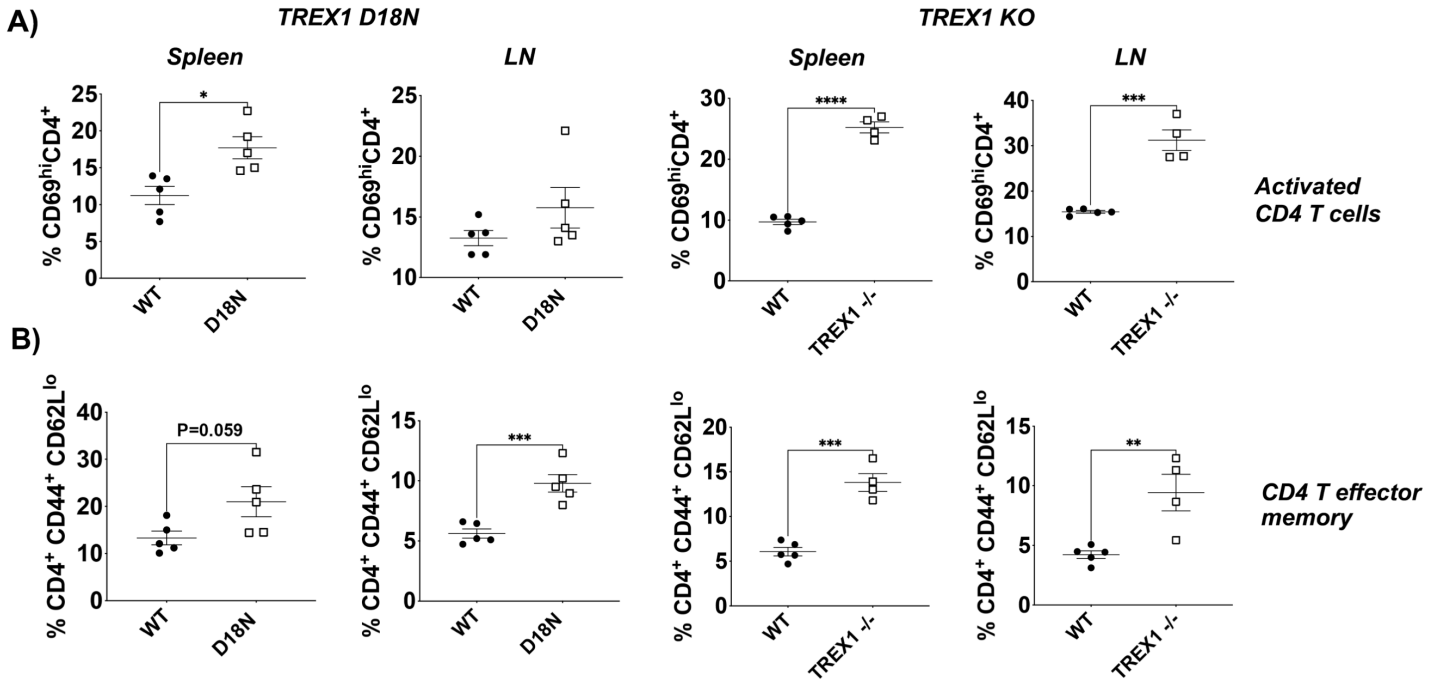 A)
TREX1 D18N
TREX1 KO
Spleen
LN
Spleen
LN
% CD69hiCD4+
25
20
15
10
5
0
*
WT
D18N
% CD69hiCD4+
25
20
15
10
WT
D18N
% CD69hiCD4+
30
20
10
0
****
WT
TREX1 -/-
% CD69hiCD4+
40
30
20
10
0
***
WT
TREX1 -/-
Activated
CD4 T cells
B)
% CD4+ CD44+ CD62Llo
40
30
20
10
0
P=0.059
WT
D18N
% CD4+ CD44+ CD62Llo
15
10
5
0
***
WT
D18N
% CD4+ CD44+ CD62Llo
20
15
10
5
0
***
WT
TREX1 -/-
% CD4+ CD44+ CD62Llo
15
10
5
0
**
WT
TREX1 -/-
CD4 T effector
memory